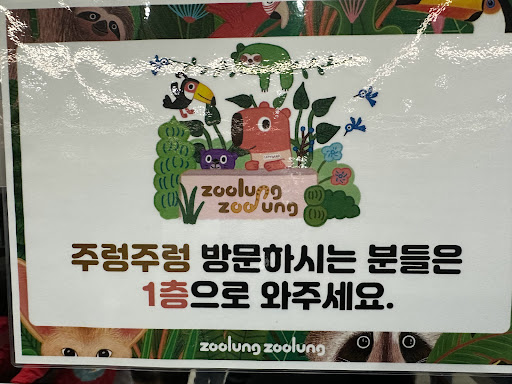 zoolung
zoolung
주렁주렁 방문하시는 분들은
1층으로 와주세요.
zoolung zoolung